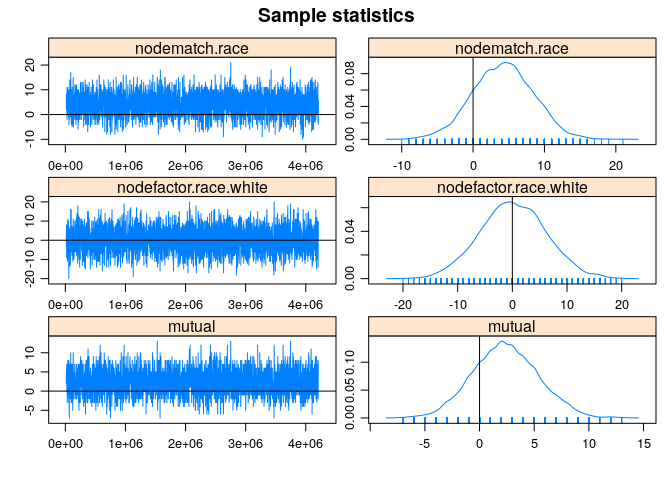 Sample statistics
nodematch.race
-10 0 10 20
0e+00 1e+06 2e+06 3e+06 4e+06
nodematch.race
0.00 0.04 0.08
-10 0 10 20
nodefactor.race.white
-20 0 10 20
0e+00 1e+06 2e+06 3e+06 4e+06
nodefactor.race.white
0.00 0.04
-20 -10 0 10 20
mutual
-5 0 5 10
0e+00 1e+06 2e+06 3e+06 4e+06
mutual
0.00 0.05 0.10
-5 0 5 10 15